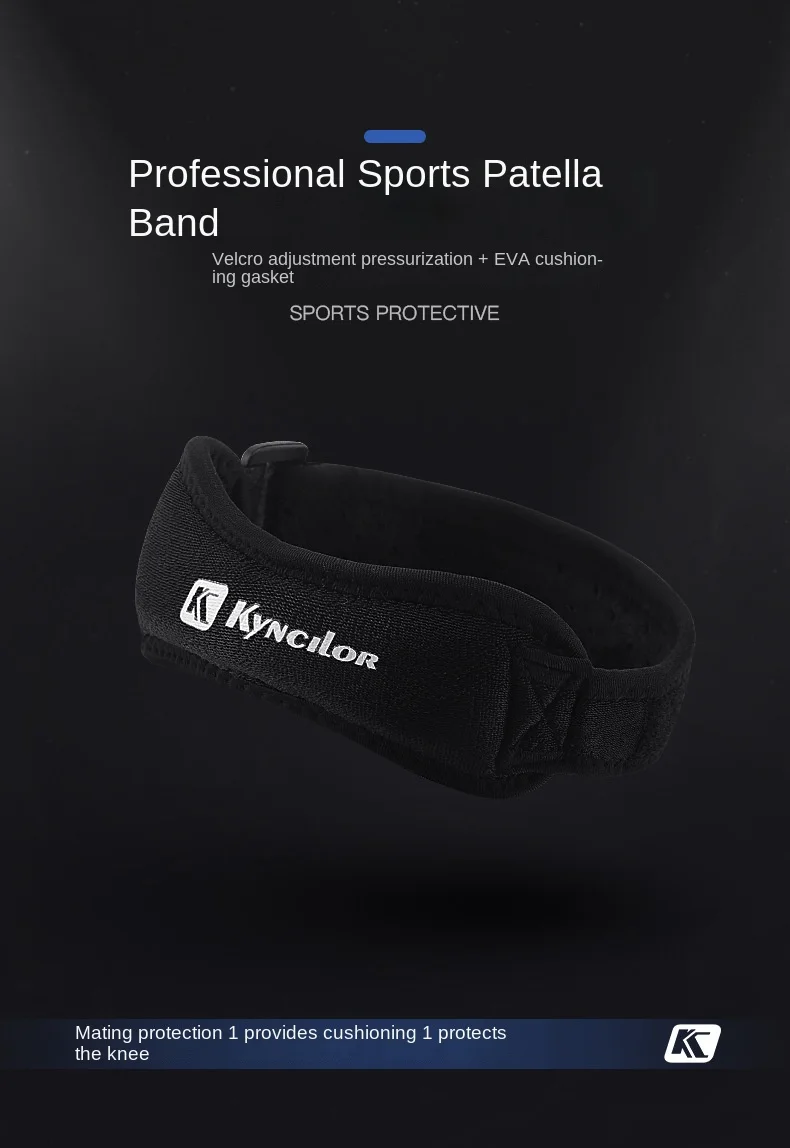 Professional Sports Patella
Band
Velcro adjustment pressurization + EVA cushion-
ing gasket
SPORTS PROTECTIVE
K KYNCILOR
Mating protection 1 provides cushioning 1 protects
the knee
K